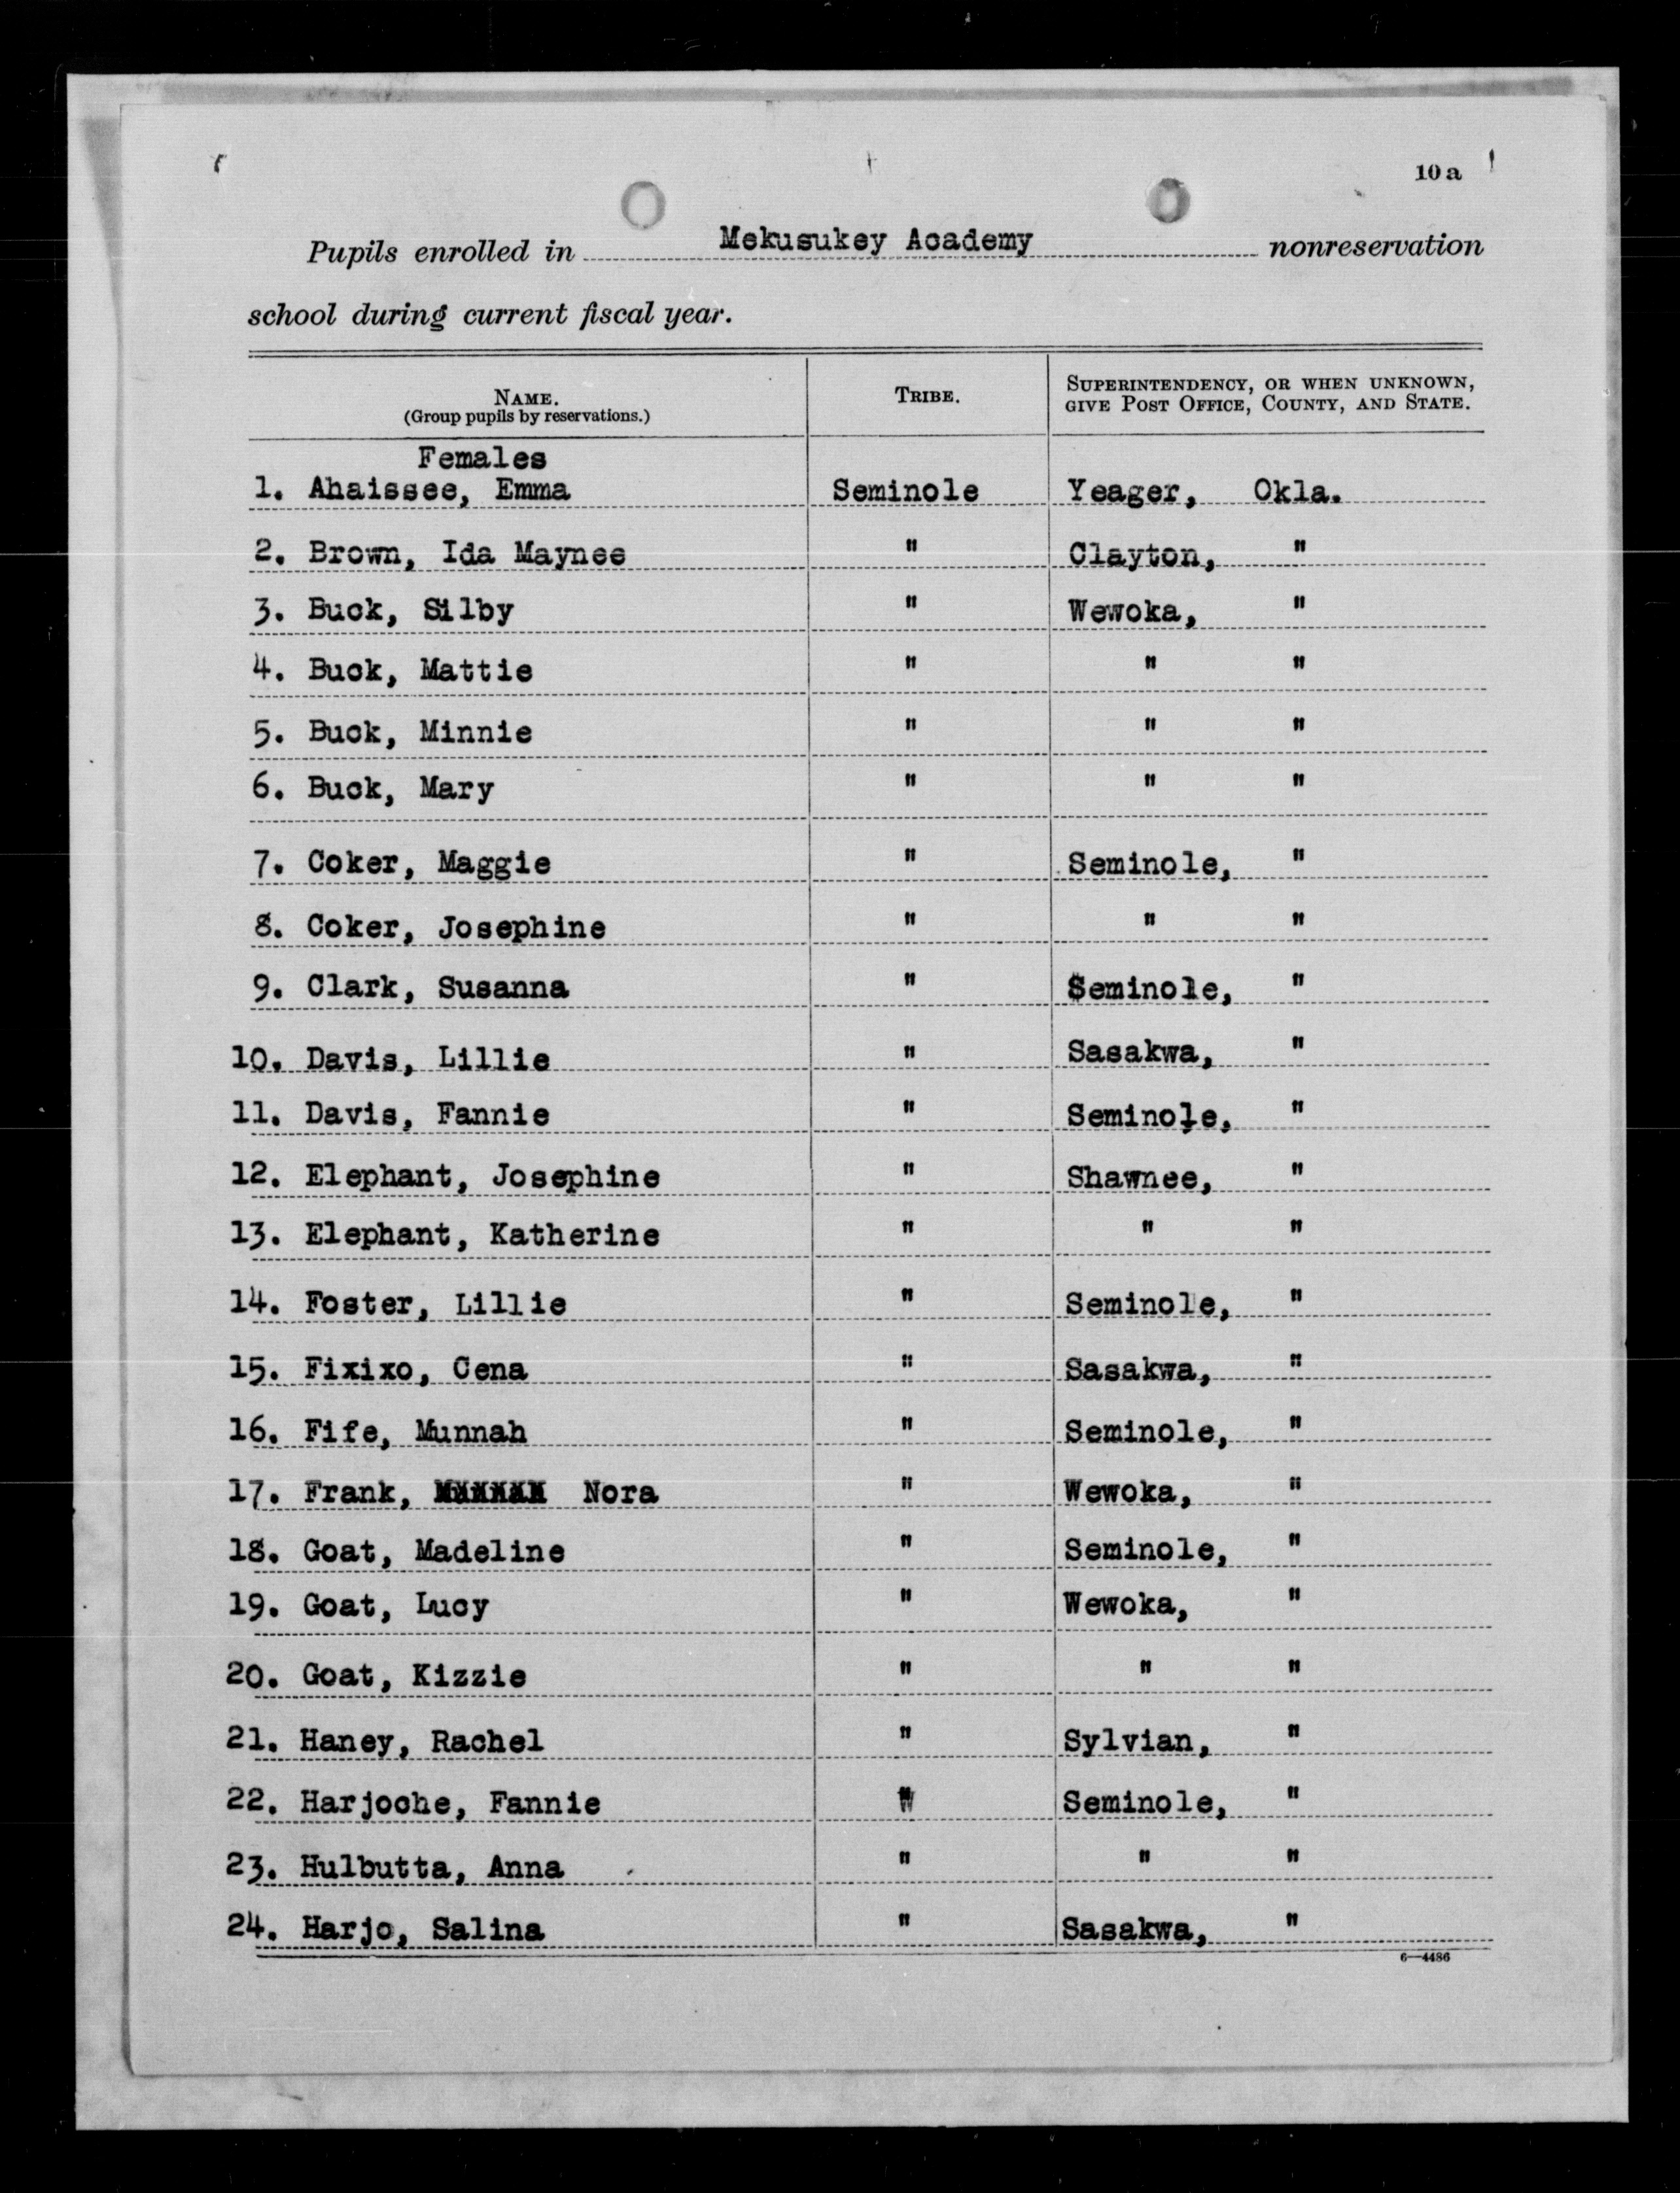 10a
Pupils enrolled in Mekusukey Academy nonreservation
school during current fiscal year.
NAME. (Group pupils by reservations.) TRIBE. SUPERINTENDENCY, OR WHEN UNKNOWN, GIVE POST OFFICE, COUNTY, AND STATE.
Females
1. Ahaissee, Emma Seminole Yeager, Okla.
2. Brown, Ida Maynee " Clayton, "
3. Buck, Silby " Wewoka, "
4. Buck, Mattie " " "
5. Buck, Minnie " " "
6. Buck, Mary " " "
7. Coker, Maggie " Seminole, "
8. Coker, Josephine " " "
9. Clark, Susanna " Seminole, "
10. Davis, Lillie " Sasakwa, "
11. Davis, Fannie " Seminole, "
12. Elephant, Josephine " Shawnee, "
13. Elephant, Katherine " " "
14. Foster, Lillie " Seminole, "
15. Fixixo, Cena " Sasakwa, "
16. Fife, Munnah " Seminole, "
17. Frank, Nora " Wewoka, "
18. Goat, Madeline " Seminole, "
19. Goat, Lucy " Wewoka, "
20. Goat, Kizzie " " "
21. Haney, Rachel " Sylvian, "
22. Harjoche, Fannie " Seminole, "
23. Hulbutta, Anna " " "
24. Harjo, Salina " Sasakwa, "
6—4486